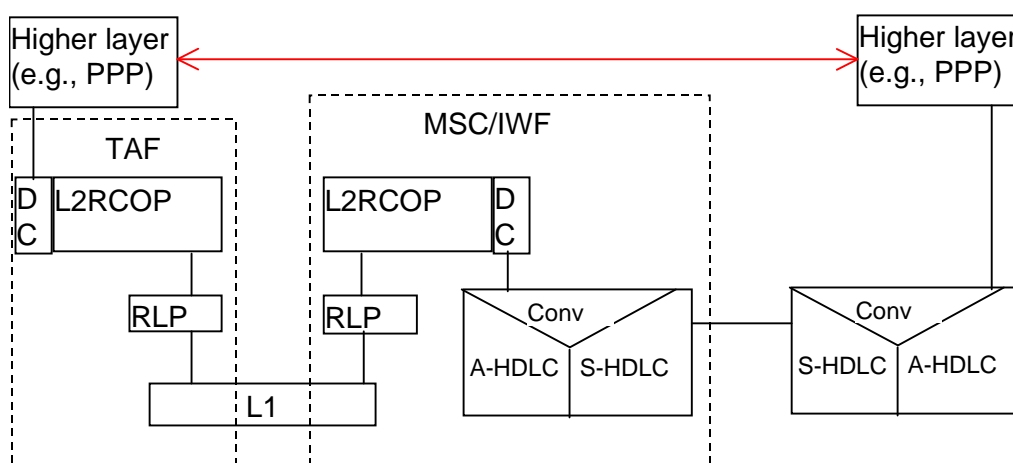 Higher layer
(e.g., PPP)
Higher layer
(e.g., PPP)
MSC/IWF
TAF
D
C
L2RCOP
L2RCOP
D
C
RLP
RLP
Conv
A-HDLC
S-HDLC
Conv
S-HDLC
A-HDLC
L1